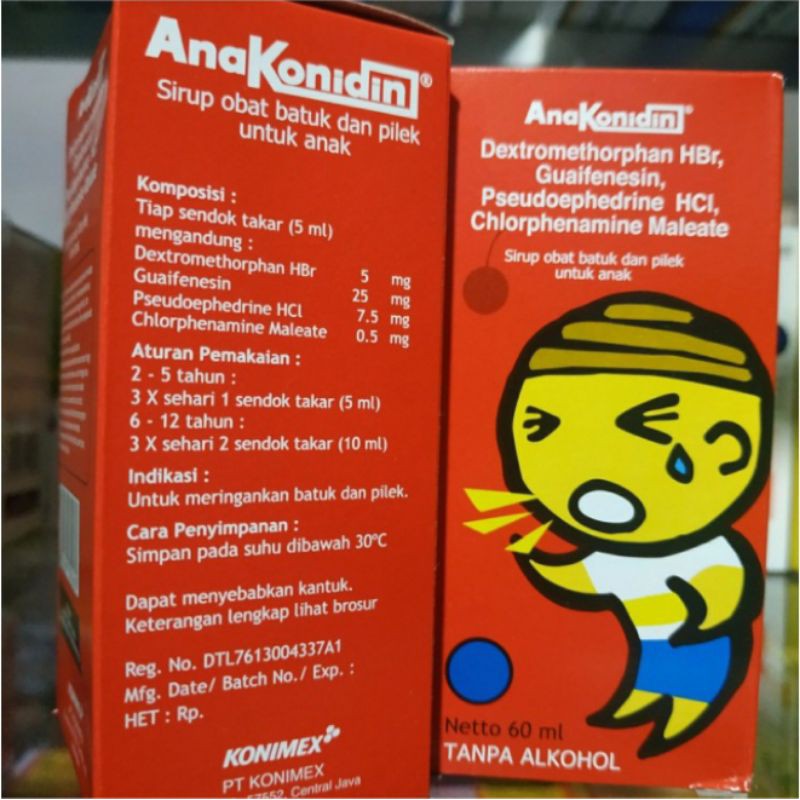 AnaKonidin®
Sirup obat batuk dan pilek
untuk anak
Komposisi :
Tiap sendok takar (5 ml)
mengandung :
Dextromethorphan HBr 5 mg
Guaifenesin 25 mg
Pseudoephedrine HCl 7.5 mg
Chlorphenamine Maleate 0.5 mg
Aturan Pemakaian :
2 - 5 tahun :
3 X sehari 1 sendok takar (5 ml)
6 - 12 tahun :
3 X sehari 2 sendok takar (10 ml)
Indikasi :
Untuk meringankan batuk dan pilek.
Cara Penyimpanan :
Simpan pada suhu dibawah 30°C
Dapat menyebabkan kantuk.
Keterangan lengkap lihat brosur
Reg. No. DTL7613004337A1
Mfg. Date/ Batch No./ Exp. :
HET : Rp.
KONIMEX
PT KONIMEX
57552, Central Java
AnaKonidin®
Dextromethorphan HBr,
Guaifenesin,
Pseudoephedrine HCl,
Chlorphenamine Maleate
Sirup obat batuk dan pilek
untuk anak
Netto 60 ml
TANPA ALKOHOL